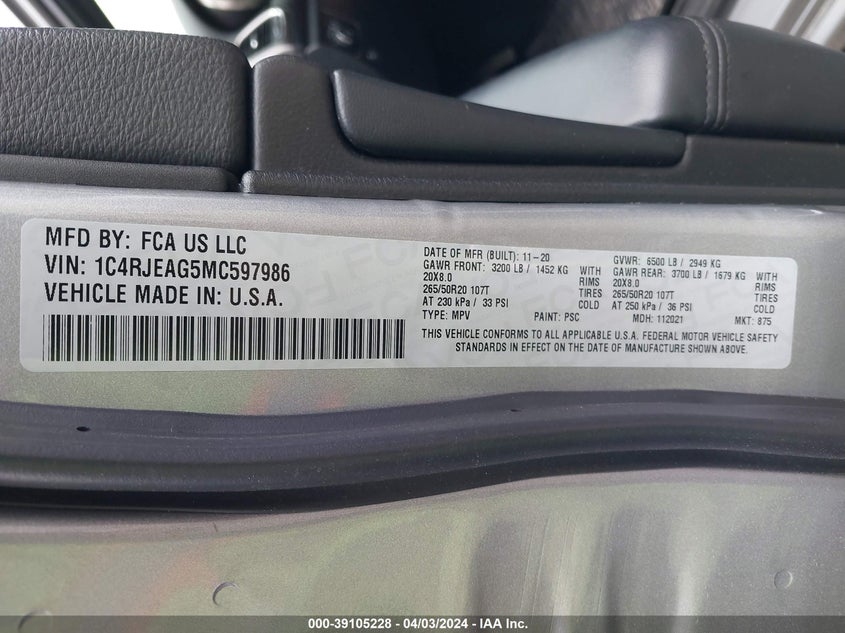 MFD BY: FCA US LLC
VIN: 1C4RJEAG5MC597986
VEHICLE MADE IN: U.S.A.
DATE OF MFR (BUILT): 11-20 GVWR: 6500 LB / 2949 KG
GAWR FRONT: 3200 LB / 1452 KG WITH GAWR REAR: 3700 LB / 1679 KG WITH
20X8.0 RIMS 20X8.0 RIMS
265/50R20 107T TIRES 265/50R20 107T TIRES
AT 230 kPa / 33 PSI COLD AT 250 kPa / 36 PSI COLD
TYPE: MPV PAINT: PSC MDH: 112021 MKT: 875
THIS VEHICLE CONFORMS TO ALL APPLICABLE U.S.A. FEDERAL MOTOR VEHICLE SAFETY
STANDARDS IN EFFECT ON THE DATE OF MANUFACTURE SHOWN ABOVE.
000-39105228 - 04/03/2024 - IAA Inc.